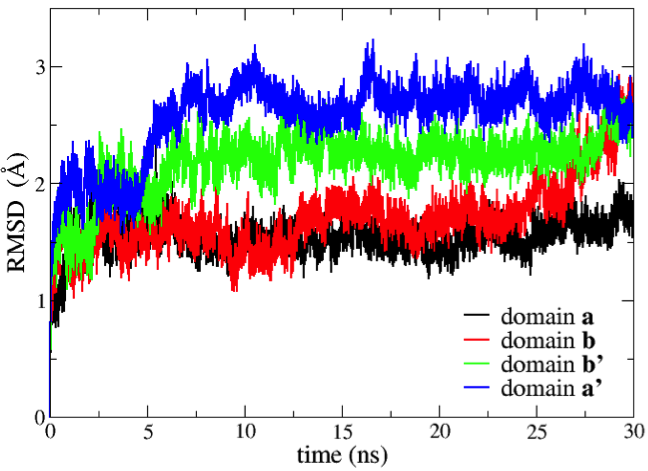 3
2
1
0
RMSD (Å)
0 5 10 15 20 25 30
time (ns)
domain a
domain b
domain b’
domain a’